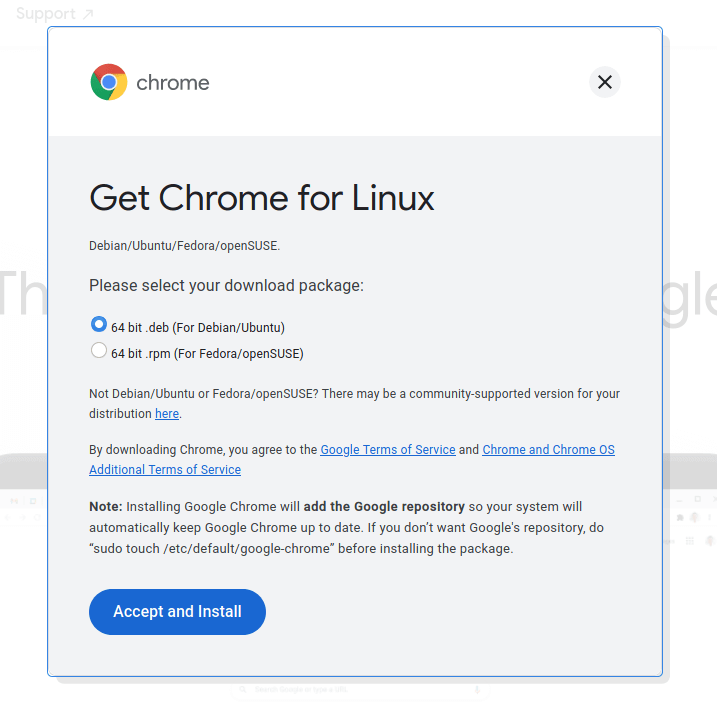 Support ↗
chrome
Get Chrome for Linux
Debian/Ubuntu/Fedora/openSUSE.
Please select your download package:
64 bit .deb (For Debian/Ubuntu)
64 bit .rpm (For Fedora/openSUSE)
Not Debian/Ubuntu or Fedora/openSUSE? There may be a community-supported version for your
distribution here.
By downloading Chrome, you agree to the Google Terms of Service and Chrome and Chrome OS
Additional Terms of Service
Note: Installing Google Chrome will add the Google repository so your system will
automatically keep Google Chrome up to date. If you don’t want Google's repository, do
“sudo touch /etc/default/google-chrome” before installing the package.
Accept and Install